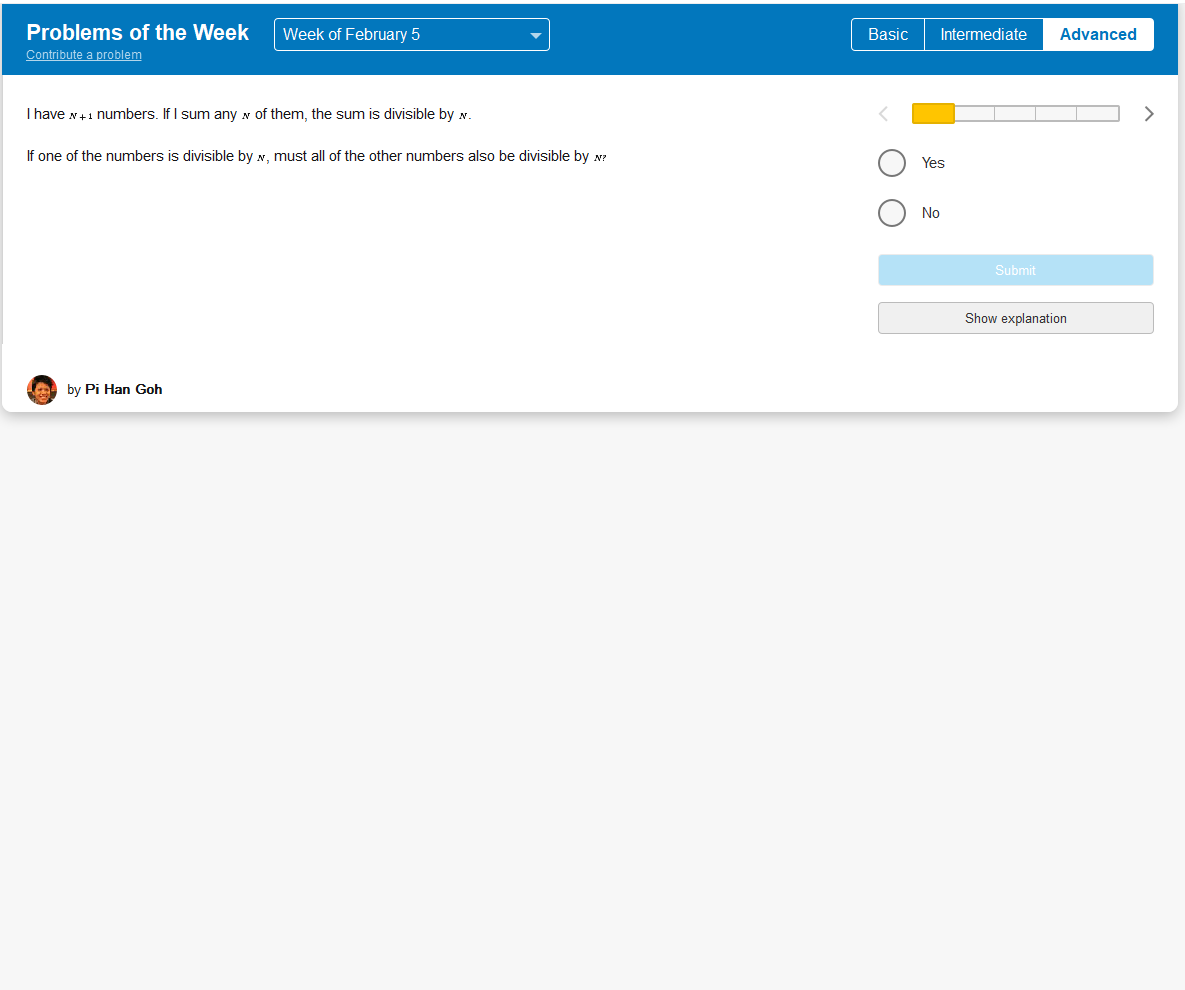 Problems of the Week
Contribute a problem
Week of February 5
Basic Intermediate Advanced
I have N+1 numbers. If I sum any N of them, the sum is divisible by N.
If one of the numbers is divisible by N, must all of the other numbers also be divisible by N?
Yes
No
Submit
Show explanation
by Pi Han Goh